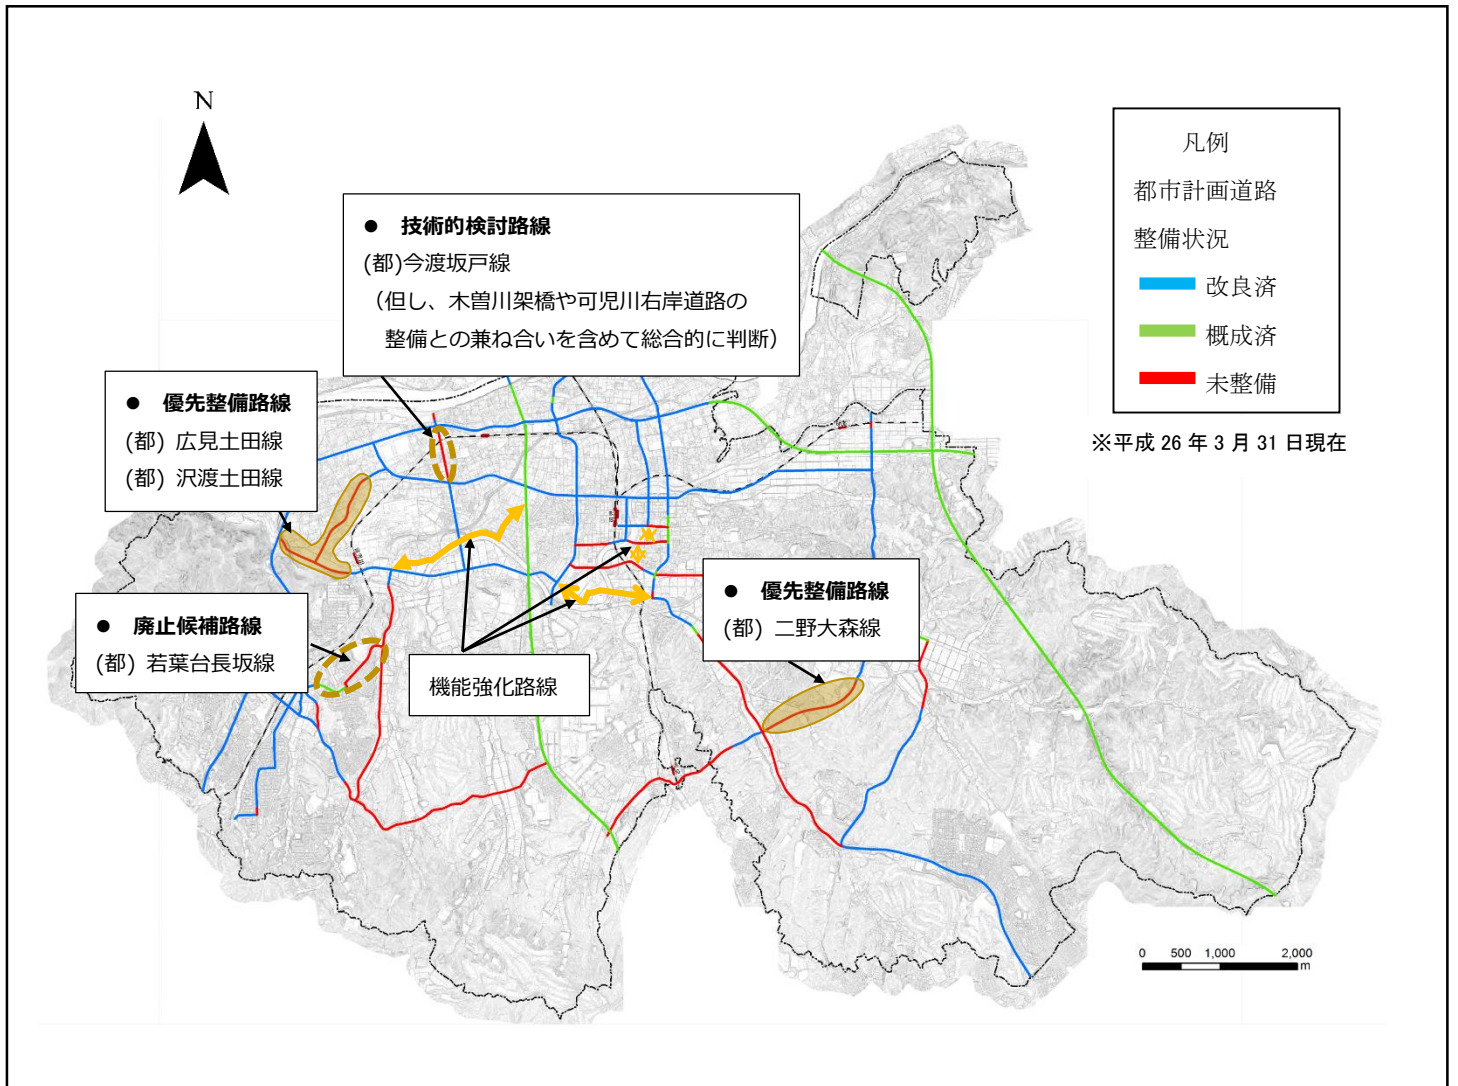 N
凡例
都市計画道路
整備状況
改良済
概成済
未整備
※平成 26 年 3 月 31 日現在
● 技術的検討路線
(都)今渡坂戸線
（但し、木曽川架橋や可児川右岸道路の
整備との兼ね合いを含めて総合的に判断）
● 優先整備路線
(都) 広見土田線
(都) 沢渡土田線
● 廃止候補路線
(都) 若葉台長坂線
機能強化路線
● 優先整備路線
(都) 二野大森線
0 500 1,000 2,000
m